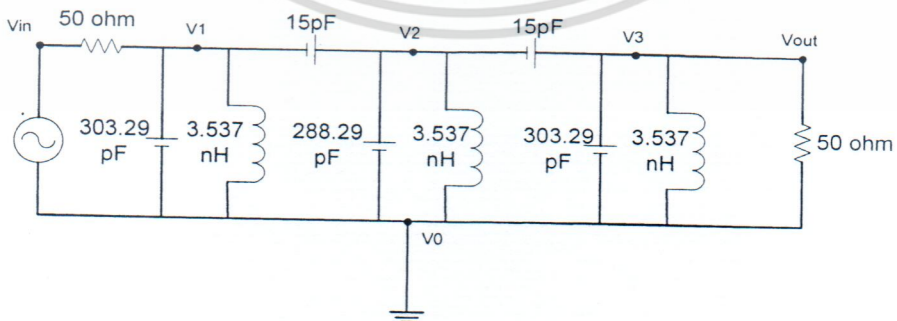 Vin
50 ohm
V1
15pF
V2
15pF
V3
Vout
303.29
pF
3.537
nH
288.29
pF
3.537
nH
303.29
pF
3.537
nH
50 ohm
V0